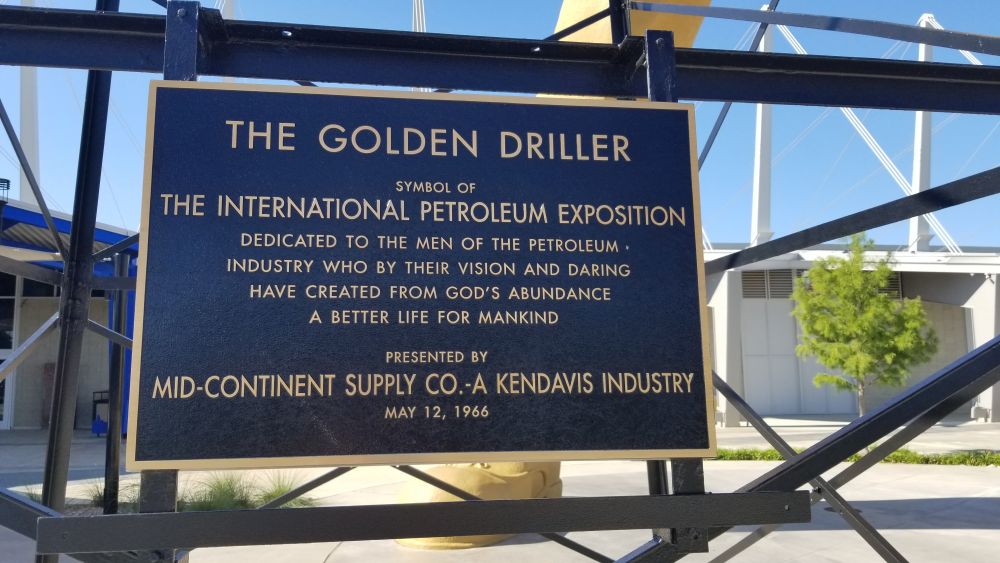 THE GOLDEN DRILLER
SYMBOL OF
THE INTERNATIONAL PETROLEUM EXPOSITION
DEDICATED TO THE MEN OF THE PETROLEUM
INDUSTRY WHO BY THEIR VISION AND DARING
HAVE CREATED FROM GOD'S ABUNDANCE
A BETTER LIFE FOR MANKIND
PRESENTED BY
MID-CONTINENT SUPPLY CO.-A KENDAVIS INDUSTRY
MAY 12, 1966